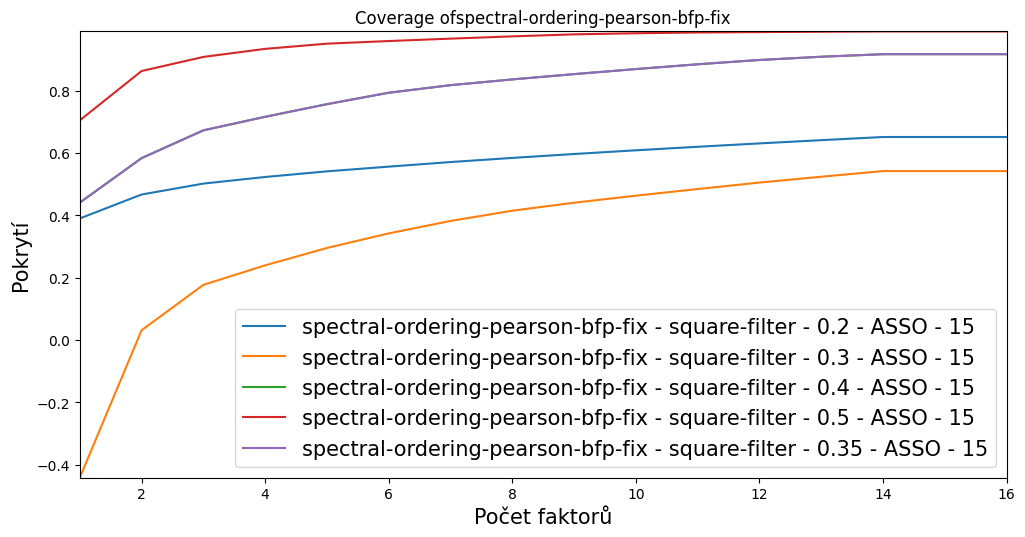 Coverage ofspectral-ordering-pearson-bfp-fix
Pokrytí
0.8
0.6
0.4
0.2
0.0
−0.2
−0.4
spectral-ordering-pearson-bfp-fix - square-filter - 0.2 - ASSO - 15
spectral-ordering-pearson-bfp-fix - square-filter - 0.3 - ASSO - 15
spectral-ordering-pearson-bfp-fix - square-filter - 0.4 - ASSO - 15
spectral-ordering-pearson-bfp-fix - square-filter - 0.5 - ASSO - 15
spectral-ordering-pearson-bfp-fix - square-filter - 0.35 - ASSO - 15
2 4 6 8 10 12 14 16
Počet faktorů